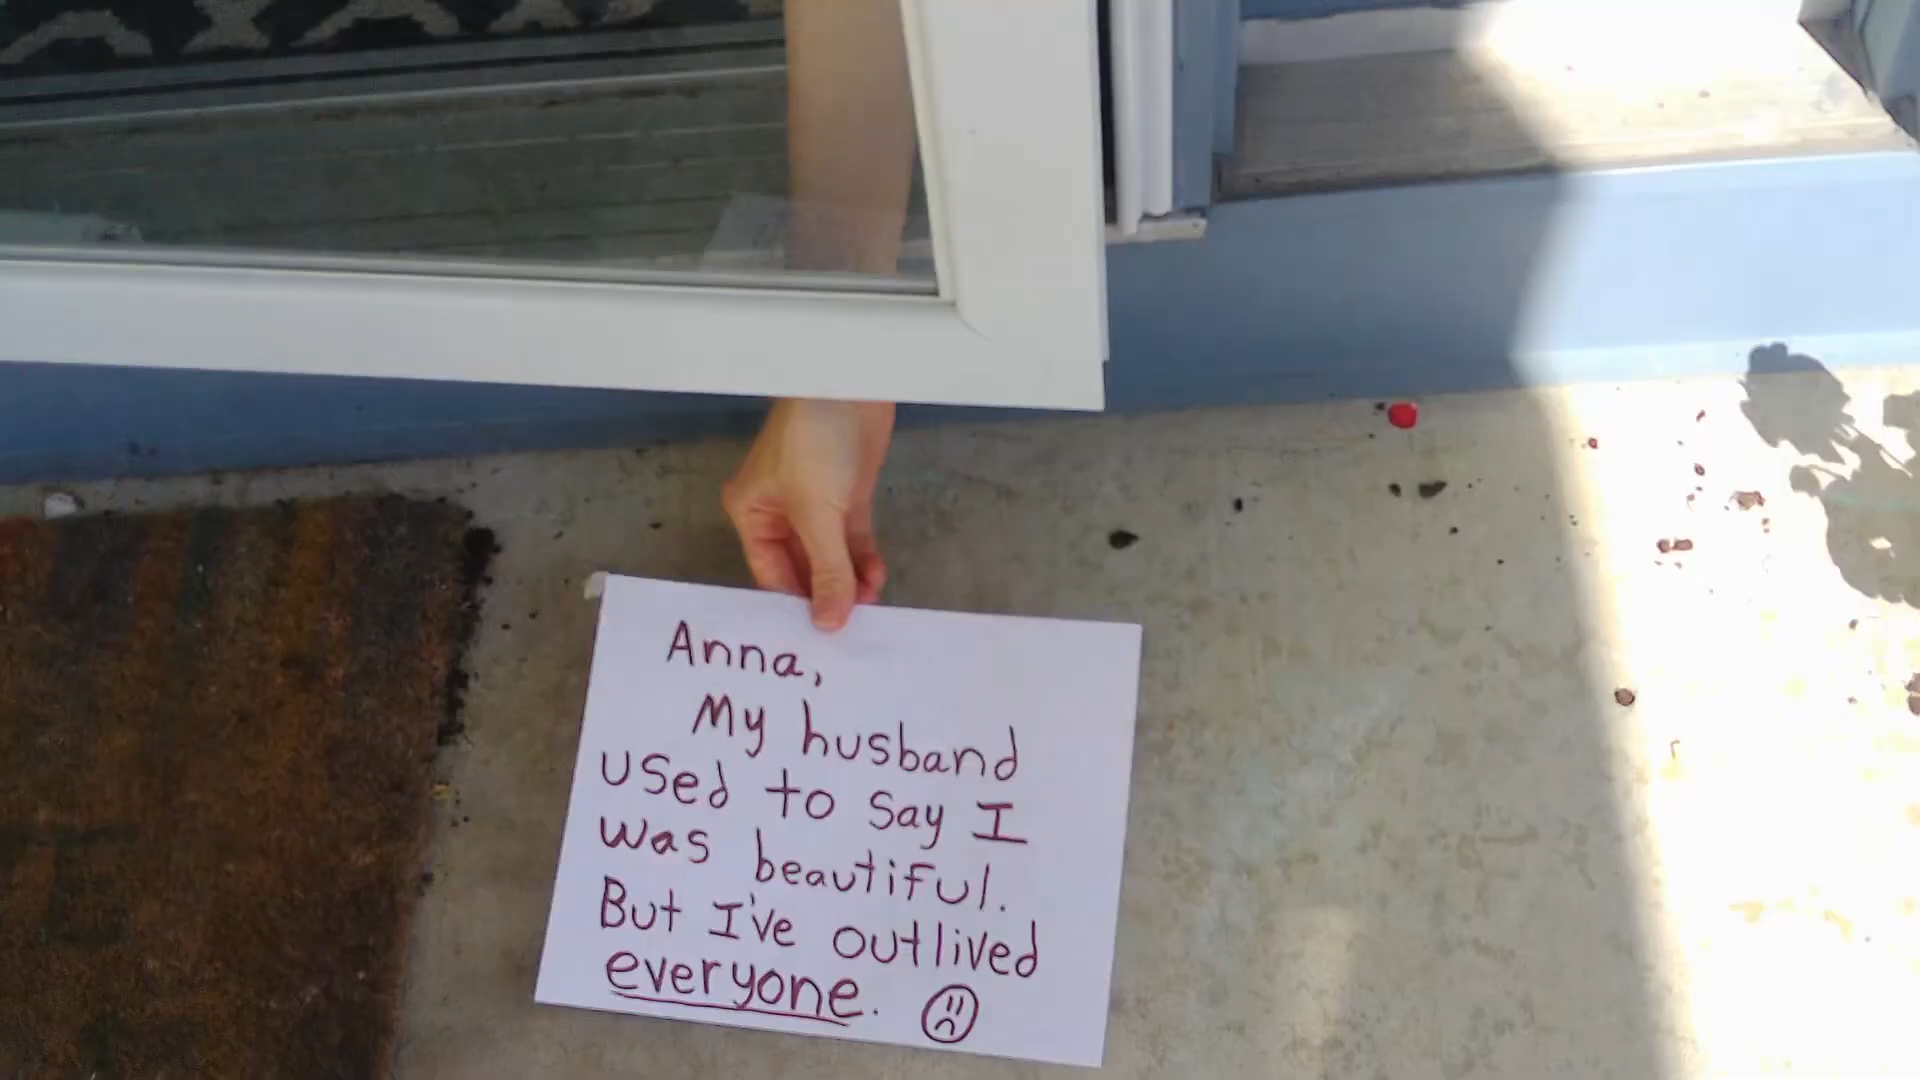 Anna,
My husband
used to say I
was beautiful.
But I've outlived
everyone.